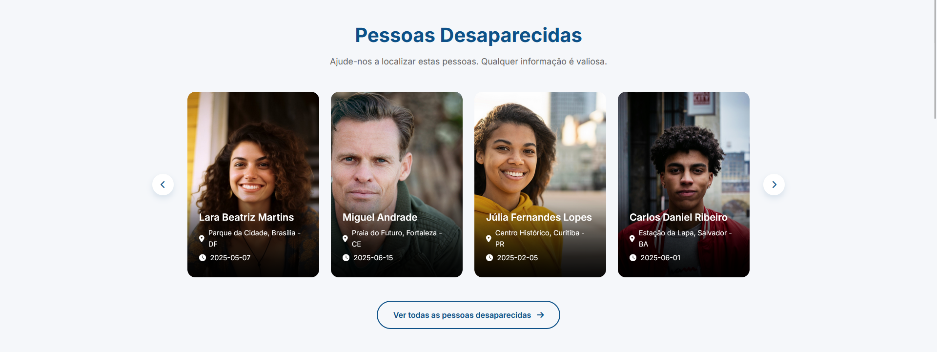 Pessoas Desaparecidas
Ajude-nos a localizar estas pessoas. Qualquer informação é valiosa.
Lara Beatriz Martins
Parque da Cidade, Brasília -
DF
2025-05-07
Miguel Andrade
Praia do Futuro, Fortaleza -
CE
2025-06-15
Júlia Fernandes Lopes
Centro Histórico, Curitiba -
PR
2025-02-05
Carlos Daniel Ribeiro
Estação da Lapa, Salvador -
BA
2025-06-01
Ver todas as pessoas desaparecidas